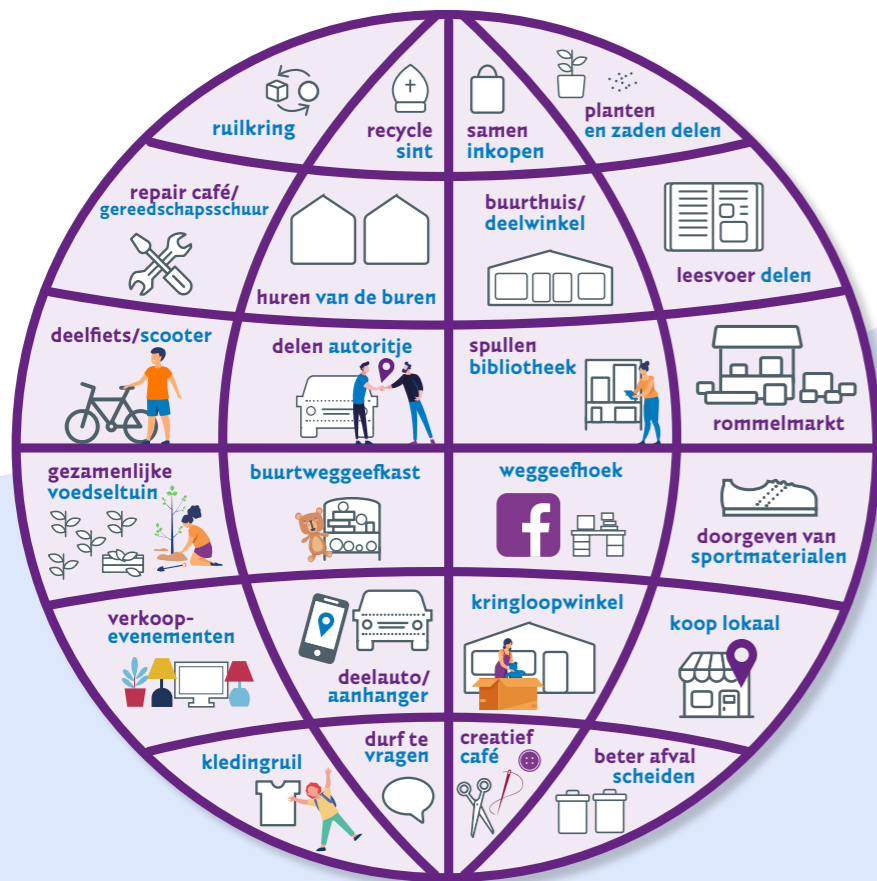 ruilkring
recycle
sint
samen
inkopen
planten
en zaden delen
repair café/
gereedschapsschuur
huren van de buren
buurthuis/
deelwinkel
leesvoer delen
deelfiets/scooter
delen autoritje
spullen
bibliotheek
rommelmarkt
gezamenlijke
voedseltuin
buurtweggeefkast
weggeefhoek
f
doorgeven van
sportmaterialen
verkoop-
evenementen
deelauto/
aanhanger
kringloopwinkel
koop lokaal
kledingruil
durf te
vragen
creatief
café
beter afval
scheiden